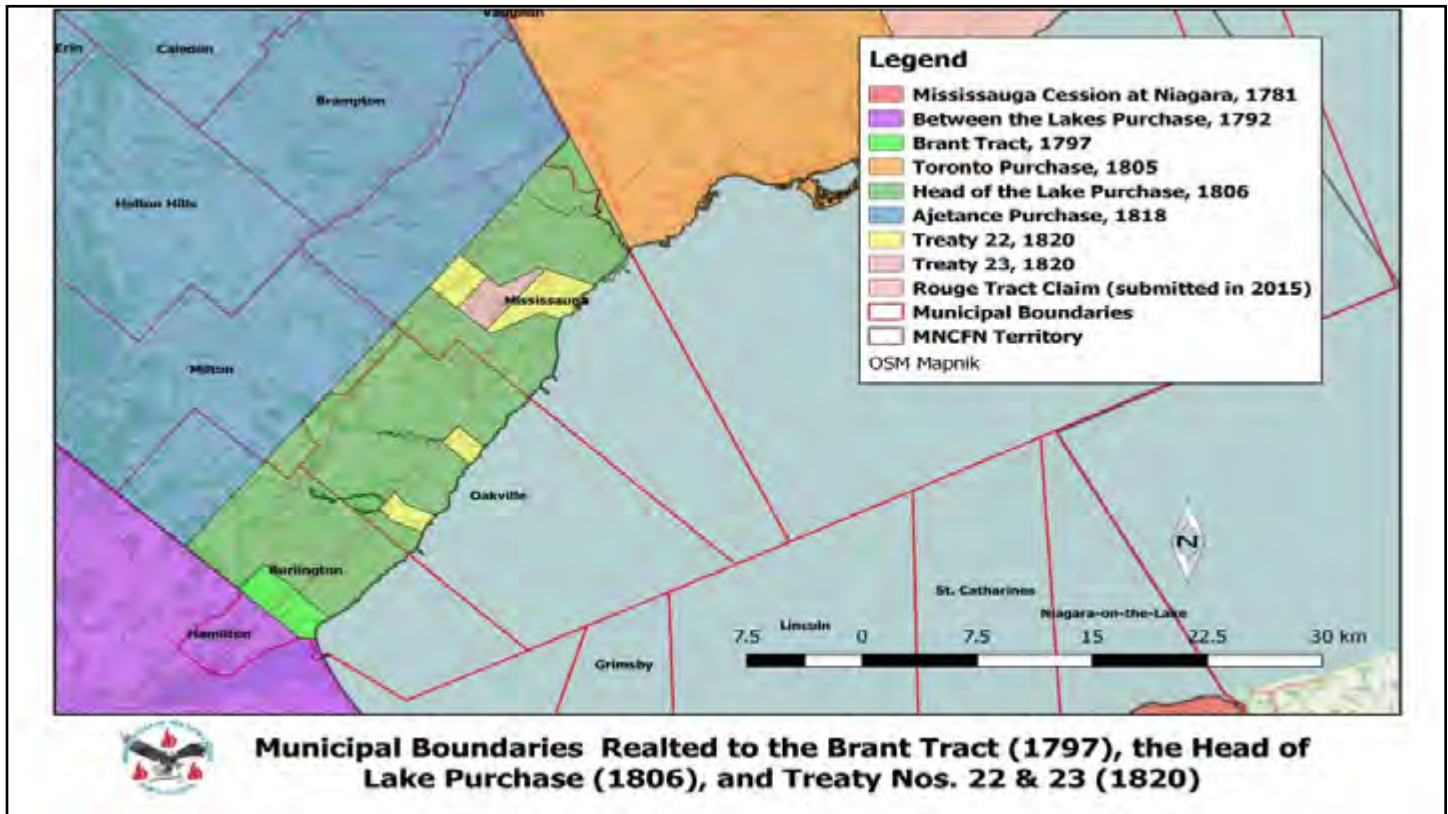 Vaughan
Erin
Caledon
Brampton
Legend
Mississauga Cession at Niagara, 1781
Between the Lakes Purchase, 1792
Brant Tract, 1797
Toronto Purchase, 1805
Head of the Lake Purchase, 1806
Ajetance Purchase, 1818
Treaty 22, 1820
Treaty 23, 1820
Rouge Tract Claim (submitted in 2015)
Municipal Boundaries
MNCFN Territory
OSM Mapnik
Halton Hills
Mississauga
Milton
Oakville
N
Burlington
St. Catharines
Niagara-on-the-Lake
Lincoln
Hamilton
Grimsby
7.5 0 7.5 15 22.5 30 km
Municipal Boundaries Realted to the Brant Tract (1797), the Head of
Lake Purchase (1806), and Treaty Nos. 22 & 23 (1820)